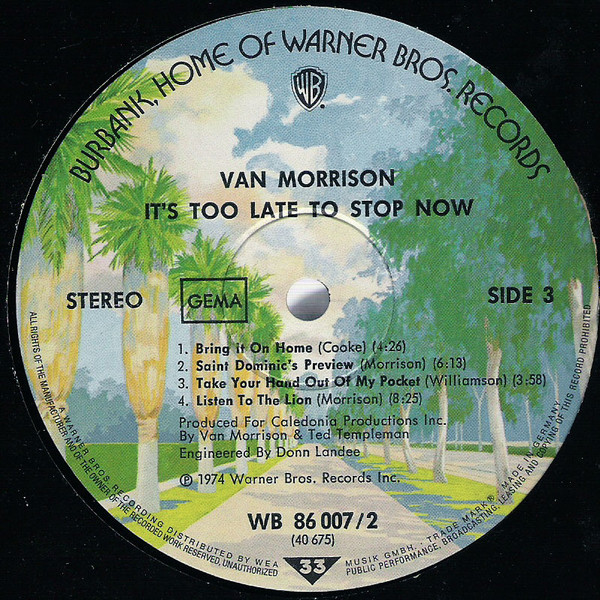 BURBANK, HOME OF WARNER BROS. RECORDS
WB
VAN MORRISON
IT'S TOO LATE TO STOP NOW
STEREO
GEMA
SIDE 3
1. Bring it On Home (Cooke) (4:26)
2. Saint Dominic's Preview (Morrison) (6:13)
3. Take Your Hand Out Of My Pocket (Williamson) (3:58)
4. Listen To The Lion (Morrison) (8:25)
Produced For Caledonia Productions Inc.
By Van Morrison & Ted Templeman
Engineered By Donn Landee
℗ 1974 Warner Bros. Records Inc.
WB 86 007/2
(40 675)
33
A WARNER BROS. RECORDING DISTRIBUTED BY WEA MUSIK GMBH. TRADE MARK® MADE IN GERMANY
ALL RIGHTS OF THE MANUFACTURER AND OF THE OWNER OF THE RECORDED WORK RESERVED, UNAUTHORIZED PUBLIC PERFORMANCE, BROADCASTING, LEASING AND COPYING OF THIS RECORD PROHIBITED